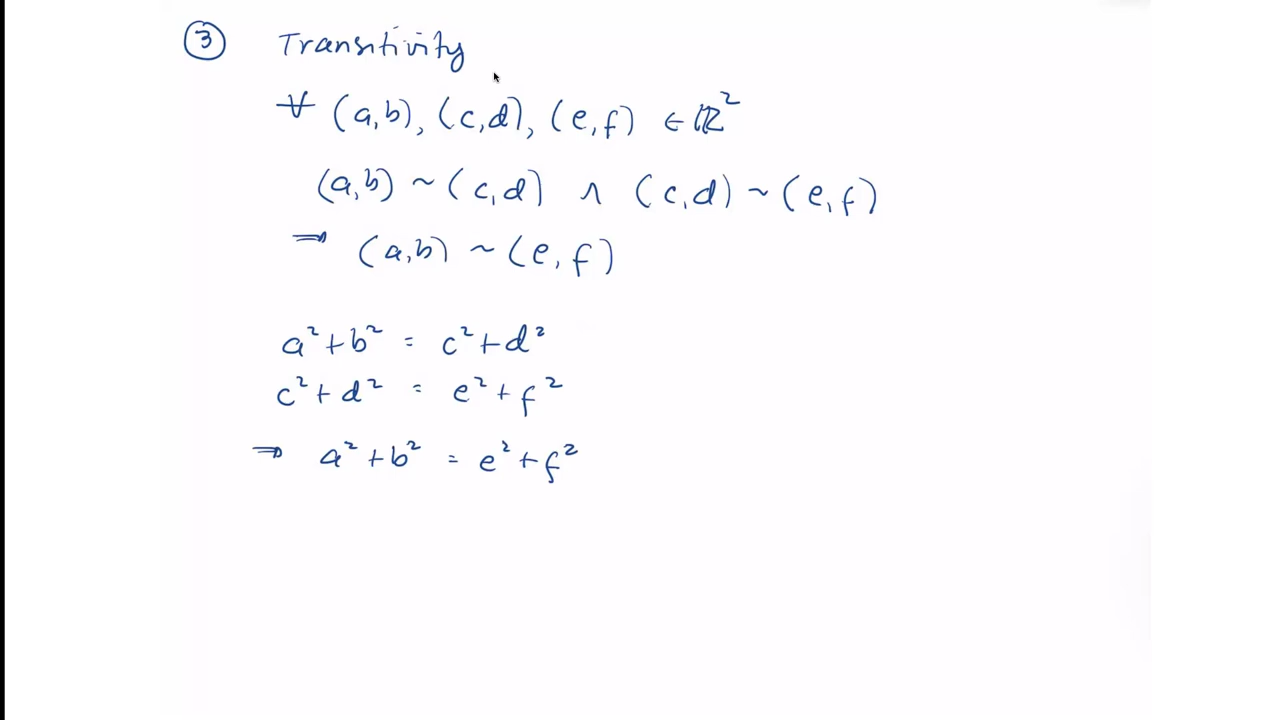 ③ Transitivity
∀ (a,b), (c,d), (e,f) ∈ ℝ²
(a,b) ~ (c,d) ∧ (c,d) ~ (e,f)
⇒ (a,b) ~ (e,f)
a² + b² = c² + d²
c² + d² = e² + f²
⇒ a² + b² = e² + f²